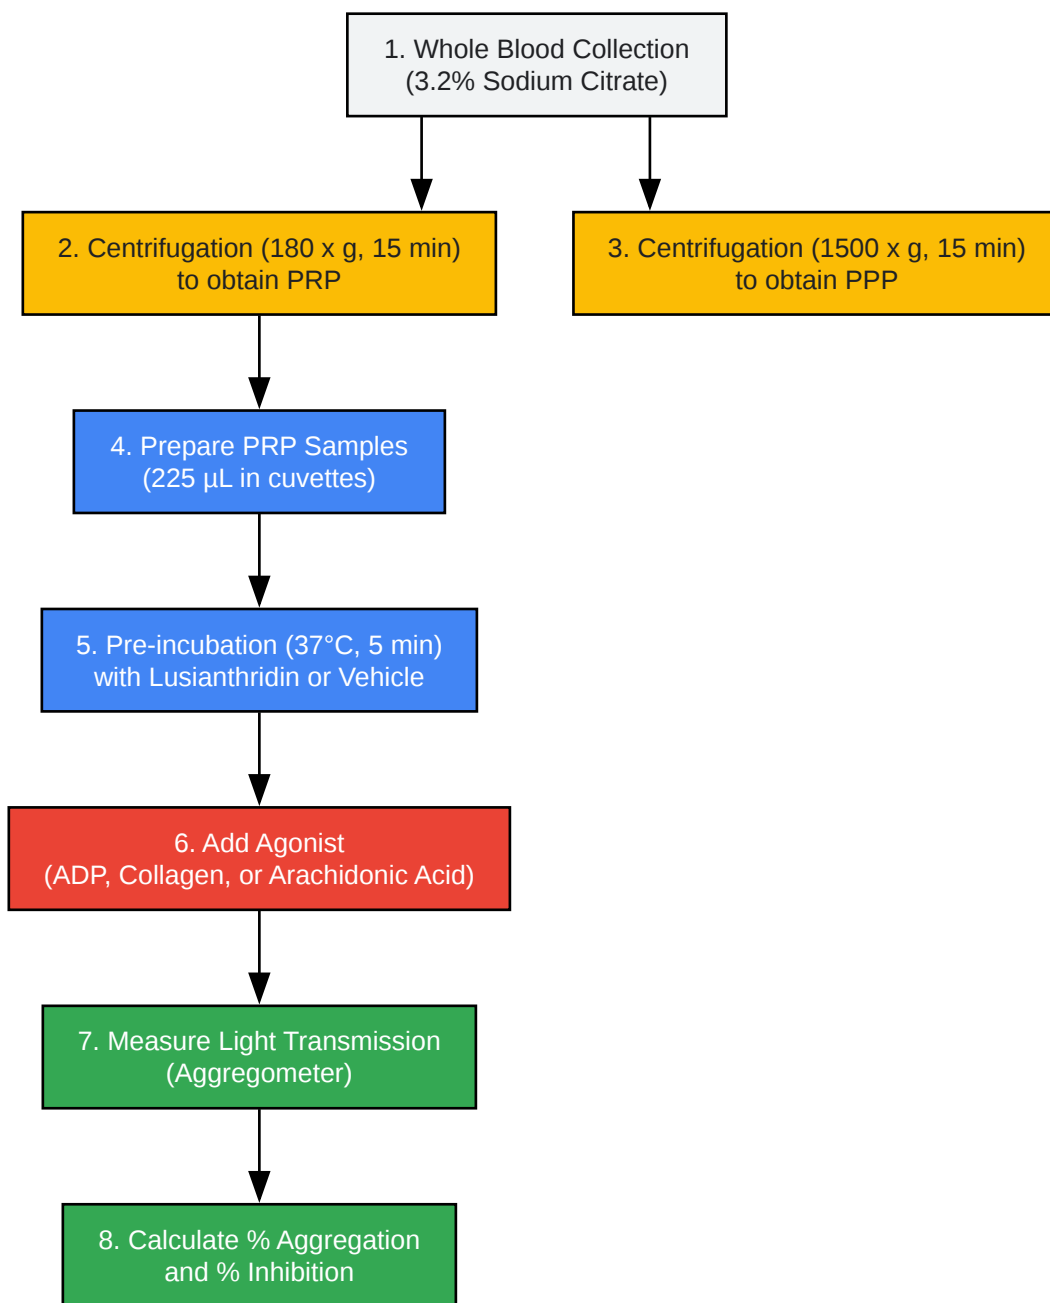 1. Whole Blood Collection
(3.2% Sodium Citrate)
2. Centrifugation (180 x g, 15 min)
to obtain PRP
3. Centrifugation (1500 x g, 15 min)
to obtain PPP
4. Prepare PRP Samples
(225 µL in cuvettes)
5. Pre-incubation (37°C, 5 min)
with Lusianthridin or Vehicle
6. Add Agonist
(ADP, Collagen, or Arachidonic Acid)
7. Measure Light Transmission
(Aggregometer)
8. Calculate % Aggregation
and % Inhibition